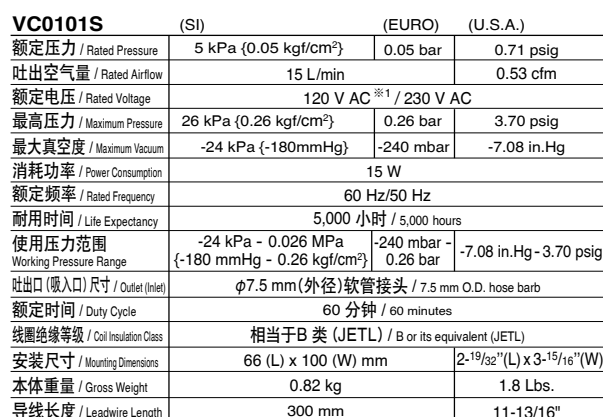 VC0101S (SI) (EURO) (U.S.A.)
额定压力 / Rated Pressure 5 kPa {0.05 kgf/cm²} 0.05 bar 0.71 psig
吐出空气量 / Rated Airflow 15 L/min 0.53 cfm
额定电压 / Rated Voltage 120 V AC ※1 / 230 V AC
最高压力 / Maximum Pressure 26 kPa {0.26 kgf/cm²} 0.26 bar 3.70 psig
最大真空度 / Maximum Vacuum -24 kPa {-180mmHg} -240 mbar -7.08 in.Hg
消耗功率 / Power Consumption 15 W
额定频率 / Rated Frequency 60 Hz/50 Hz
耐用时间 / Life Expectancy 5,000 小时 / 5,000 hours
使用压力范围 -24 kPa - 0.026 MPa -240 mbar - -7.08 in.Hg - 3.70 psig
Working Pressure Range {-180 mmHg - 0.26 kgf/cm²} 0.26 bar
吐出口 (吸入口) 尺寸 / Outlet (Inlet) φ7.5 mm(外径)软管接头 / 7.5 mm O.D. hose barb
额定时间 / Duty Cycle 60 分钟 / 60 minutes
线圈绝缘等级 / Coil Insulation Class 相当于B 类 (JETL) / B or its equivalent (JETL)
安装尺寸 / Mounting Dimensions 66 (L) x 100 (W) mm 2-19/32"(L) x 3-15/16"(W)
本体重量 / Gross Weight 0.82 kg 1.8 Lbs.
导线长度 / Leadwire Length 300 mm 11-13/16"